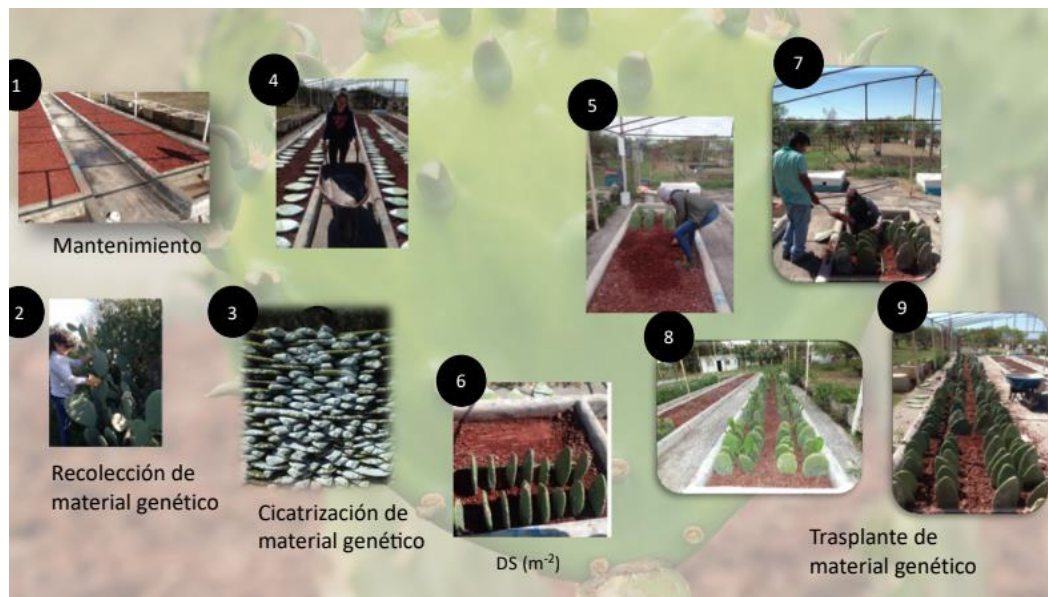 1
Mantenimiento
2
Recolección de
material genético
3
Cicatrización de
material genético
4
5
6
DS (m-2)
7
8
9
Trasplante de
material genético